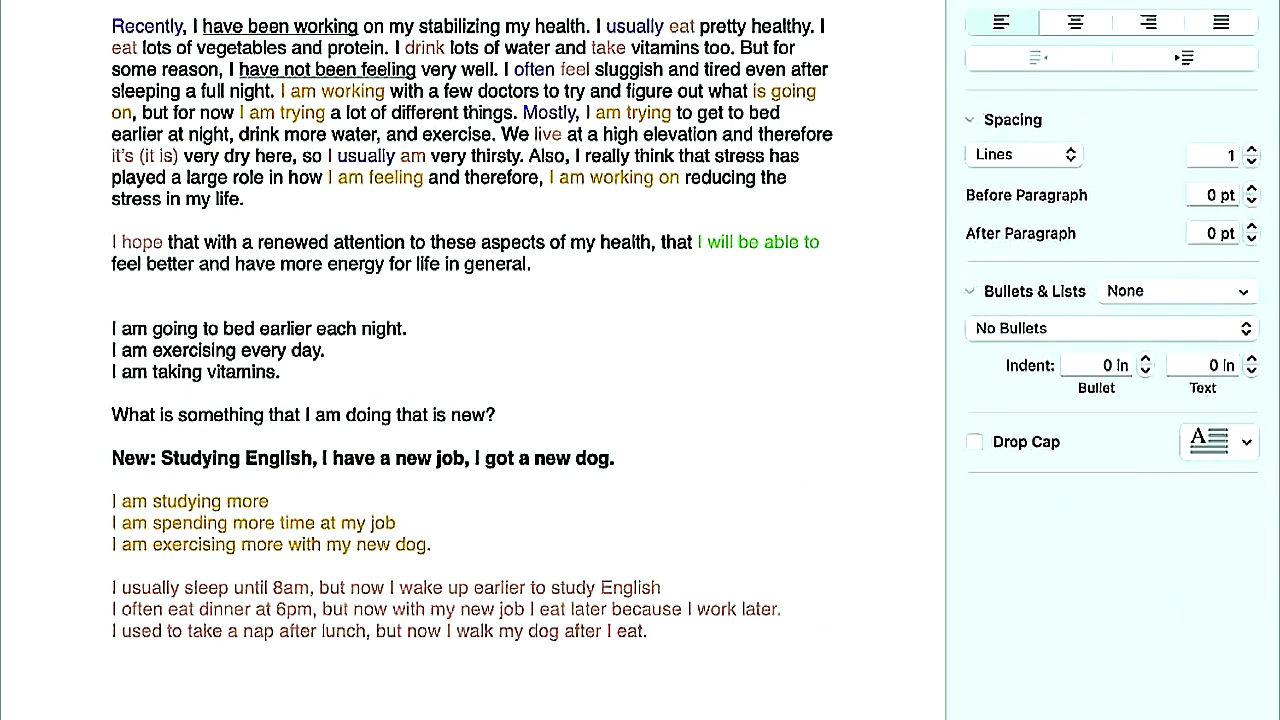 Recently, I have been working on my stabilizing my health. I usually eat pretty healthy. I
eat lots of vegetables and protein. I drink lots of water and take vitamins too. But for
some reason, I have not been feeling very well. I often feel sluggish and tired even after
sleeping a full night. I am working with a few doctors to try and figure out what is going
on, but for now I am trying a lot of different things. Mostly, I am trying to get to bed
earlier at night, drink more water, and exercise. We live at a high elevation and therefore
it's (it is) very dry here, so I usually am very thirsty. Also, I really think that stress has
played a large role in how I am feeling and therefore, I am working on reducing the
stress in my life.
I hope that with a renewed attention to these aspects of my health, that I will be able to
feel better and have more energy for life in general.
I am going to bed earlier each night.
I am exercising every day.
I am taking vitamins.
What is something that I am doing that is new?
New: Studying English, I have a new job, I got a new dog.
I am studying more
I am spending more time at my job
I am exercising more with my new dog.
I usually sleep until 8am, but now I wake up earlier to study English
I often eat dinner at 6pm, but now with my new job I eat later because I work later.
I used to take a nap after lunch, but now I walk my dog after I eat.
Spacing
Lines 1
Before Paragraph 0 pt
After Paragraph 0 pt
Bullets & Lists None
No Bullets
Indent: 0 in 0 in
Bullet Text
Drop Cap A